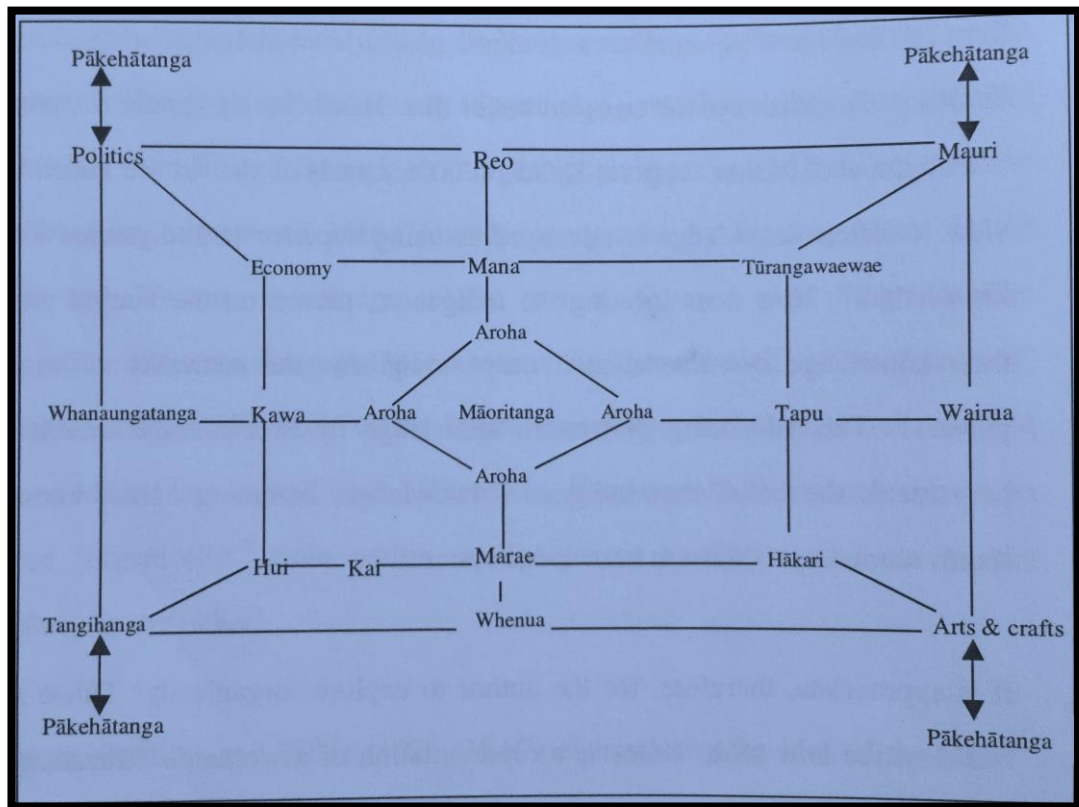 Pākehātanga Pākehātanga
Politics Reo Mauri
Economy Mana Tūrangawaewae
Aroha
Whanaungatanga Kawa Aroha Māoritanga Aroha Tapu Wairua
Aroha
Hui Kai Marae Hākari
Tangihanga Whenua Arts & crafts
Pākehātanga Pākehātanga